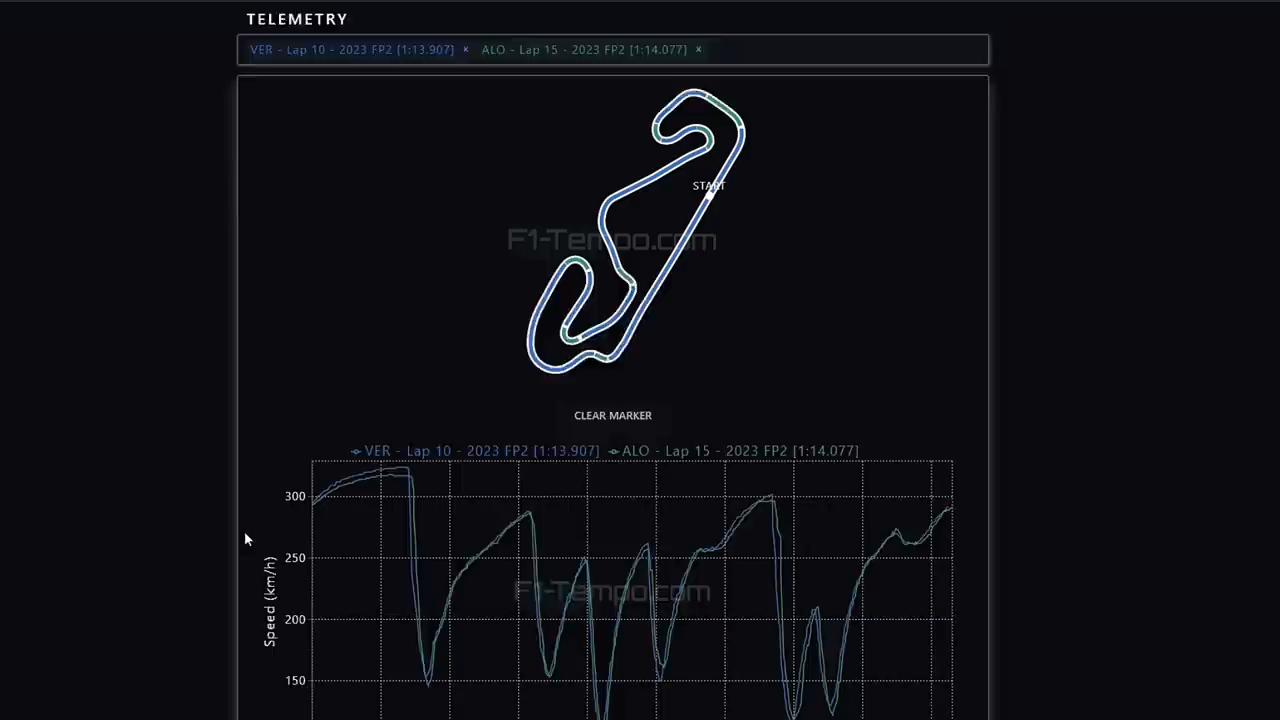 TELEMETRY
VER - Lap 10 - 2023 FP2 [1:13.907] × ALO - Lap 15 - 2023 FP2 [1:14.077] ×
START
F1-Tempo.com
CLEAR MARKER
VER - Lap 10 - 2023 FP2 [1:13.907] ALO - Lap 15 - 2023 FP2 [1:14.077]
300
250
F1-Tempo.com
Speed (km/h)
200
150